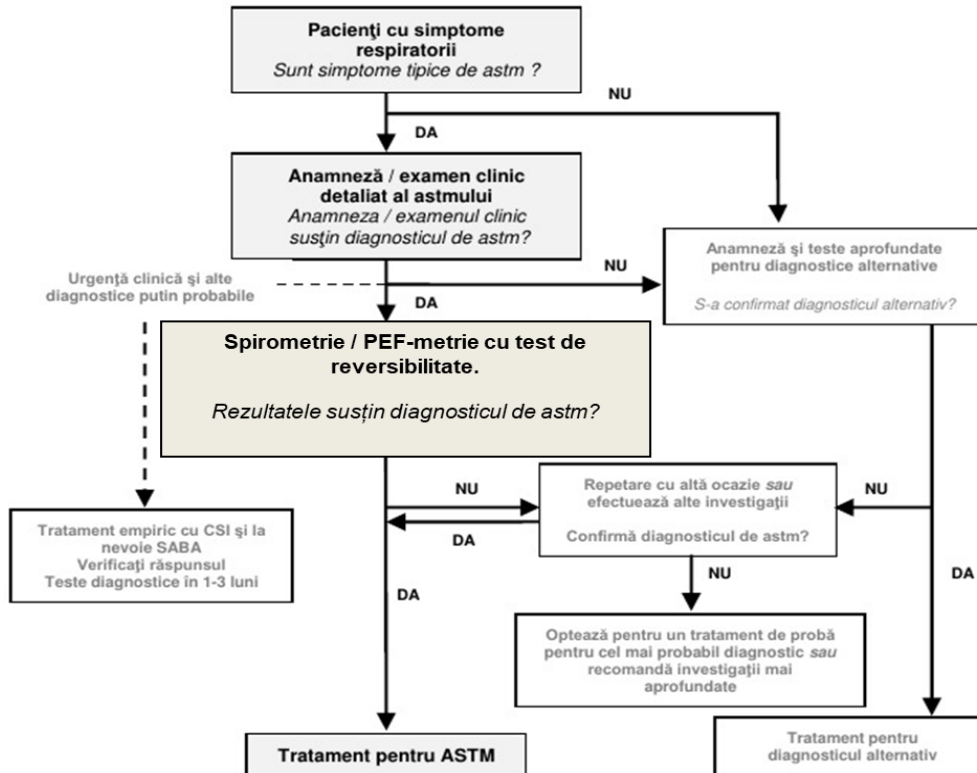 Pacienţi cu simptome
respiratorii
Sunt simptome tipice de astm ?
NU
DA
Anamneză / examen clinic
detaliat al astmului
Anamneza / examenul clinic
susţin diagnosticul de astm?
Anamneză şi teste aprofundate
pentru diagnostice alternative
S-a confirmat diagnosticul alternativ?
Urgenţă clinică şi alte
diagnostice putin probabile
NU
DA
Spirometrie / PEF-metrie cu test de
reversibilitate.
Rezultatele susțin diagnosticul de astm?
NU
DA
Repetare cu altă ocazie sau
efectuează alte investigaţii
Confirmă diagnosticul de astm?
NU
Tratament empiric cu CSI şi la
nevoie SABA
Verificaţi răspunsul
Teste diagnostice în 1-3 luni
DA
NU
DA
Optează pentru un tratament de probă
pentru cel mai probabil diagnostic sau
recomandă investigaţii mai
aprofundate
Tratament pentru ASTM
Tratament pentru
diagnosticul alternativ